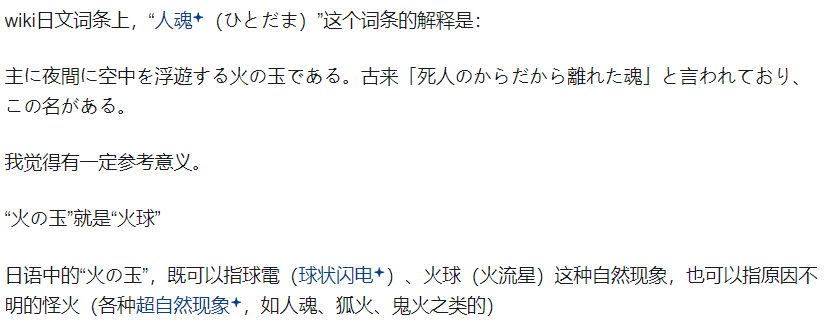 wiki日文词条上，“人魂（ひとだま）”这个词条的解释是：
主に夜間に空中を浮遊する火の玉である。古来「死人のからだから離れた魂」と言われており、
この名がある。
我觉得有一定参考意义。
“火の玉”就是“火球”
日语中的“火の玉”，既可以指球電（球状闪电）、火球（火流星）这种自然现象，也可以指原因不
明的怪火（各种超自然现象，如人魂、狐火、鬼火之类的）